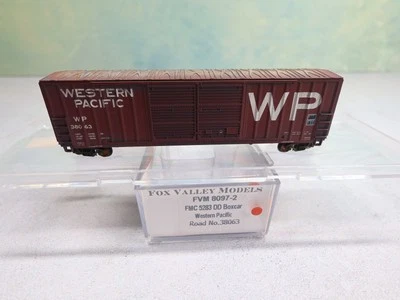 WESTERN
PACIFIC
WP
38063
WP
FOX VALLEY MODELS
FVM 8097-2
FMC 5283 DD Boxcar
Western Pacific
Road No.38063